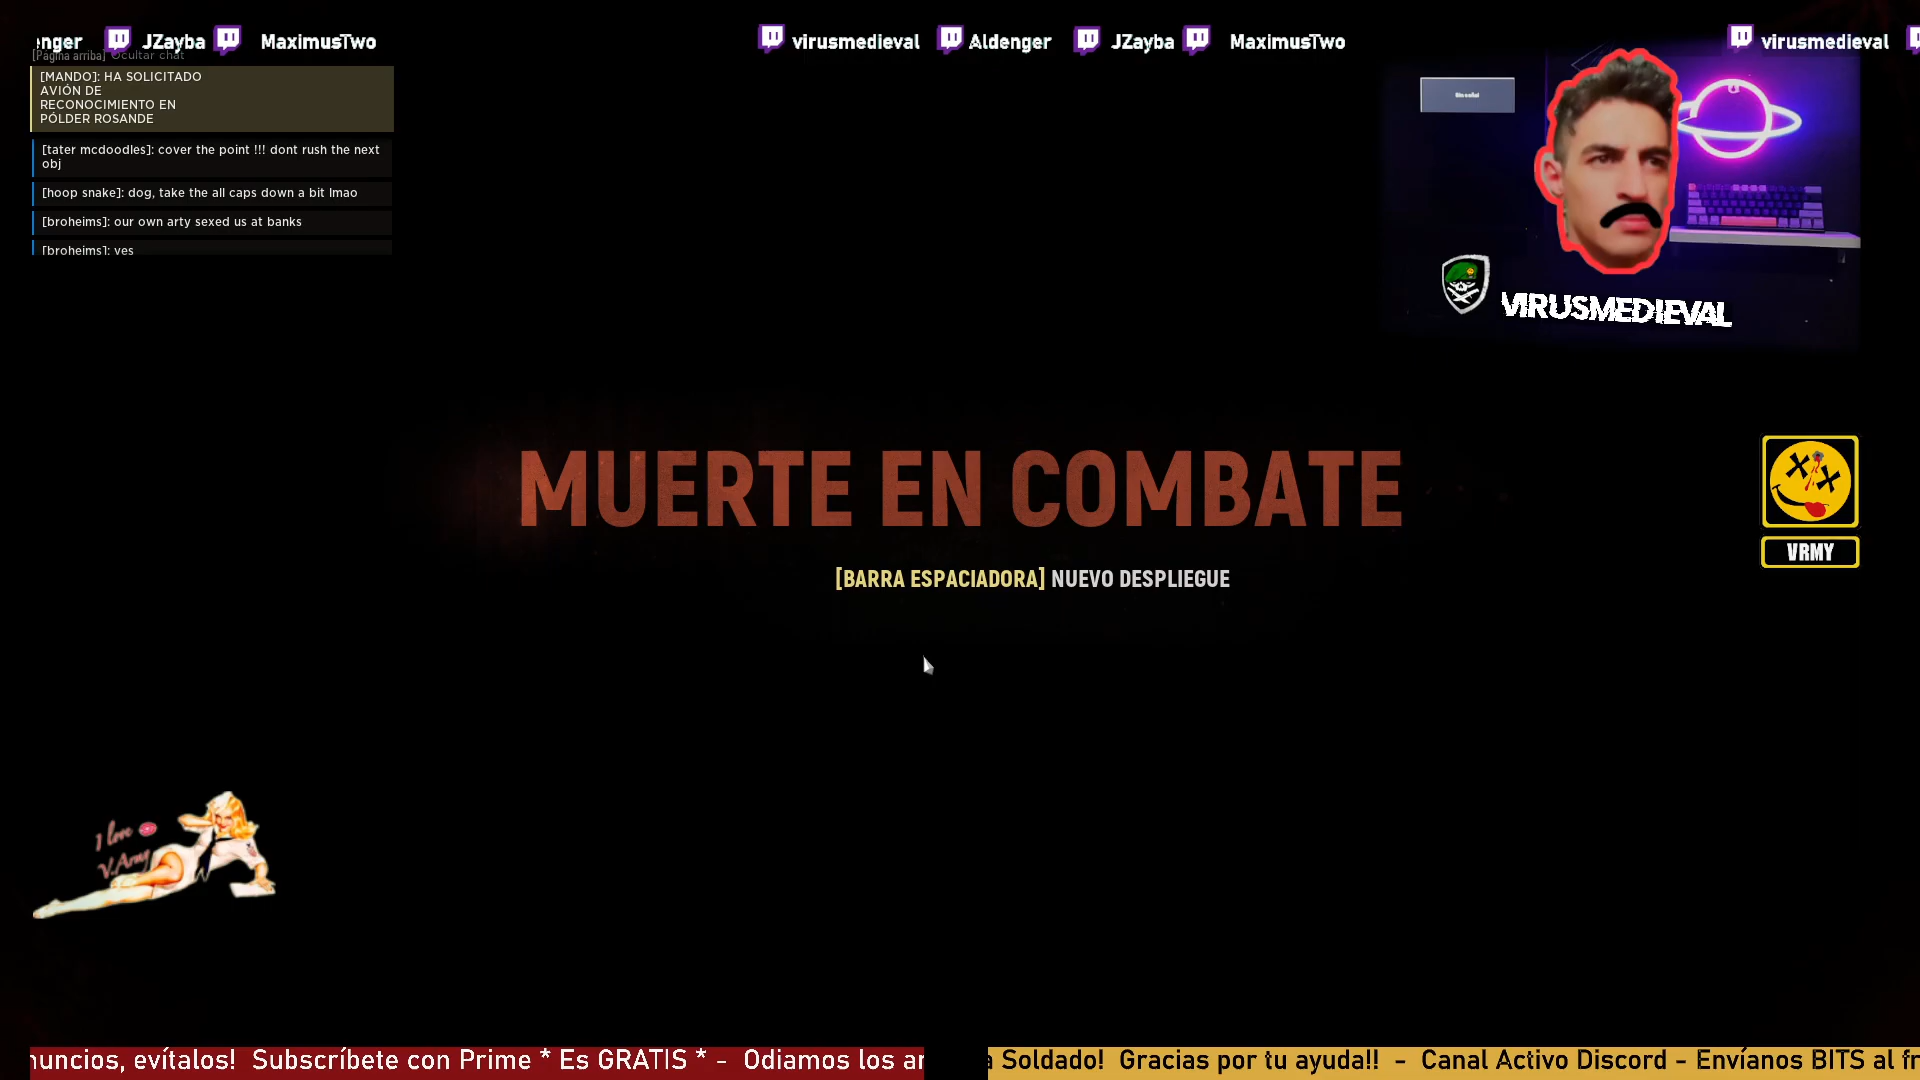 enger JZayba MaximusTwo virusmedieval Aldenger JZayba MaximusTwo virusmedieval
[Página arriba] Ocultar chat
[MANDO]: HA SOLICITADO
AVIÓN DE
RECONOCIMIENTO EN
PÓLDER ROSANDE
[tater mcdoodles]: cover the point !!! dont rush the next
obj
[hoop snake]: dog, take the all caps down a bit lmao
[broheims]: our own arty sexed us at banks
[broheims]: yes
VIRUSMEDIEVAL
MUERTE EN COMBATE
[BARRA ESPACIADORA] NUEVO DESPLIEGUE
VRMY
I love
V.Army
nuncios, evítalos! Subscríbete con Prime * Es GRATIS * - Odiamos los an
a Soldado! Gracias por tu ayuda!! - Canal Activo Discord - Envíanos BITS al fr